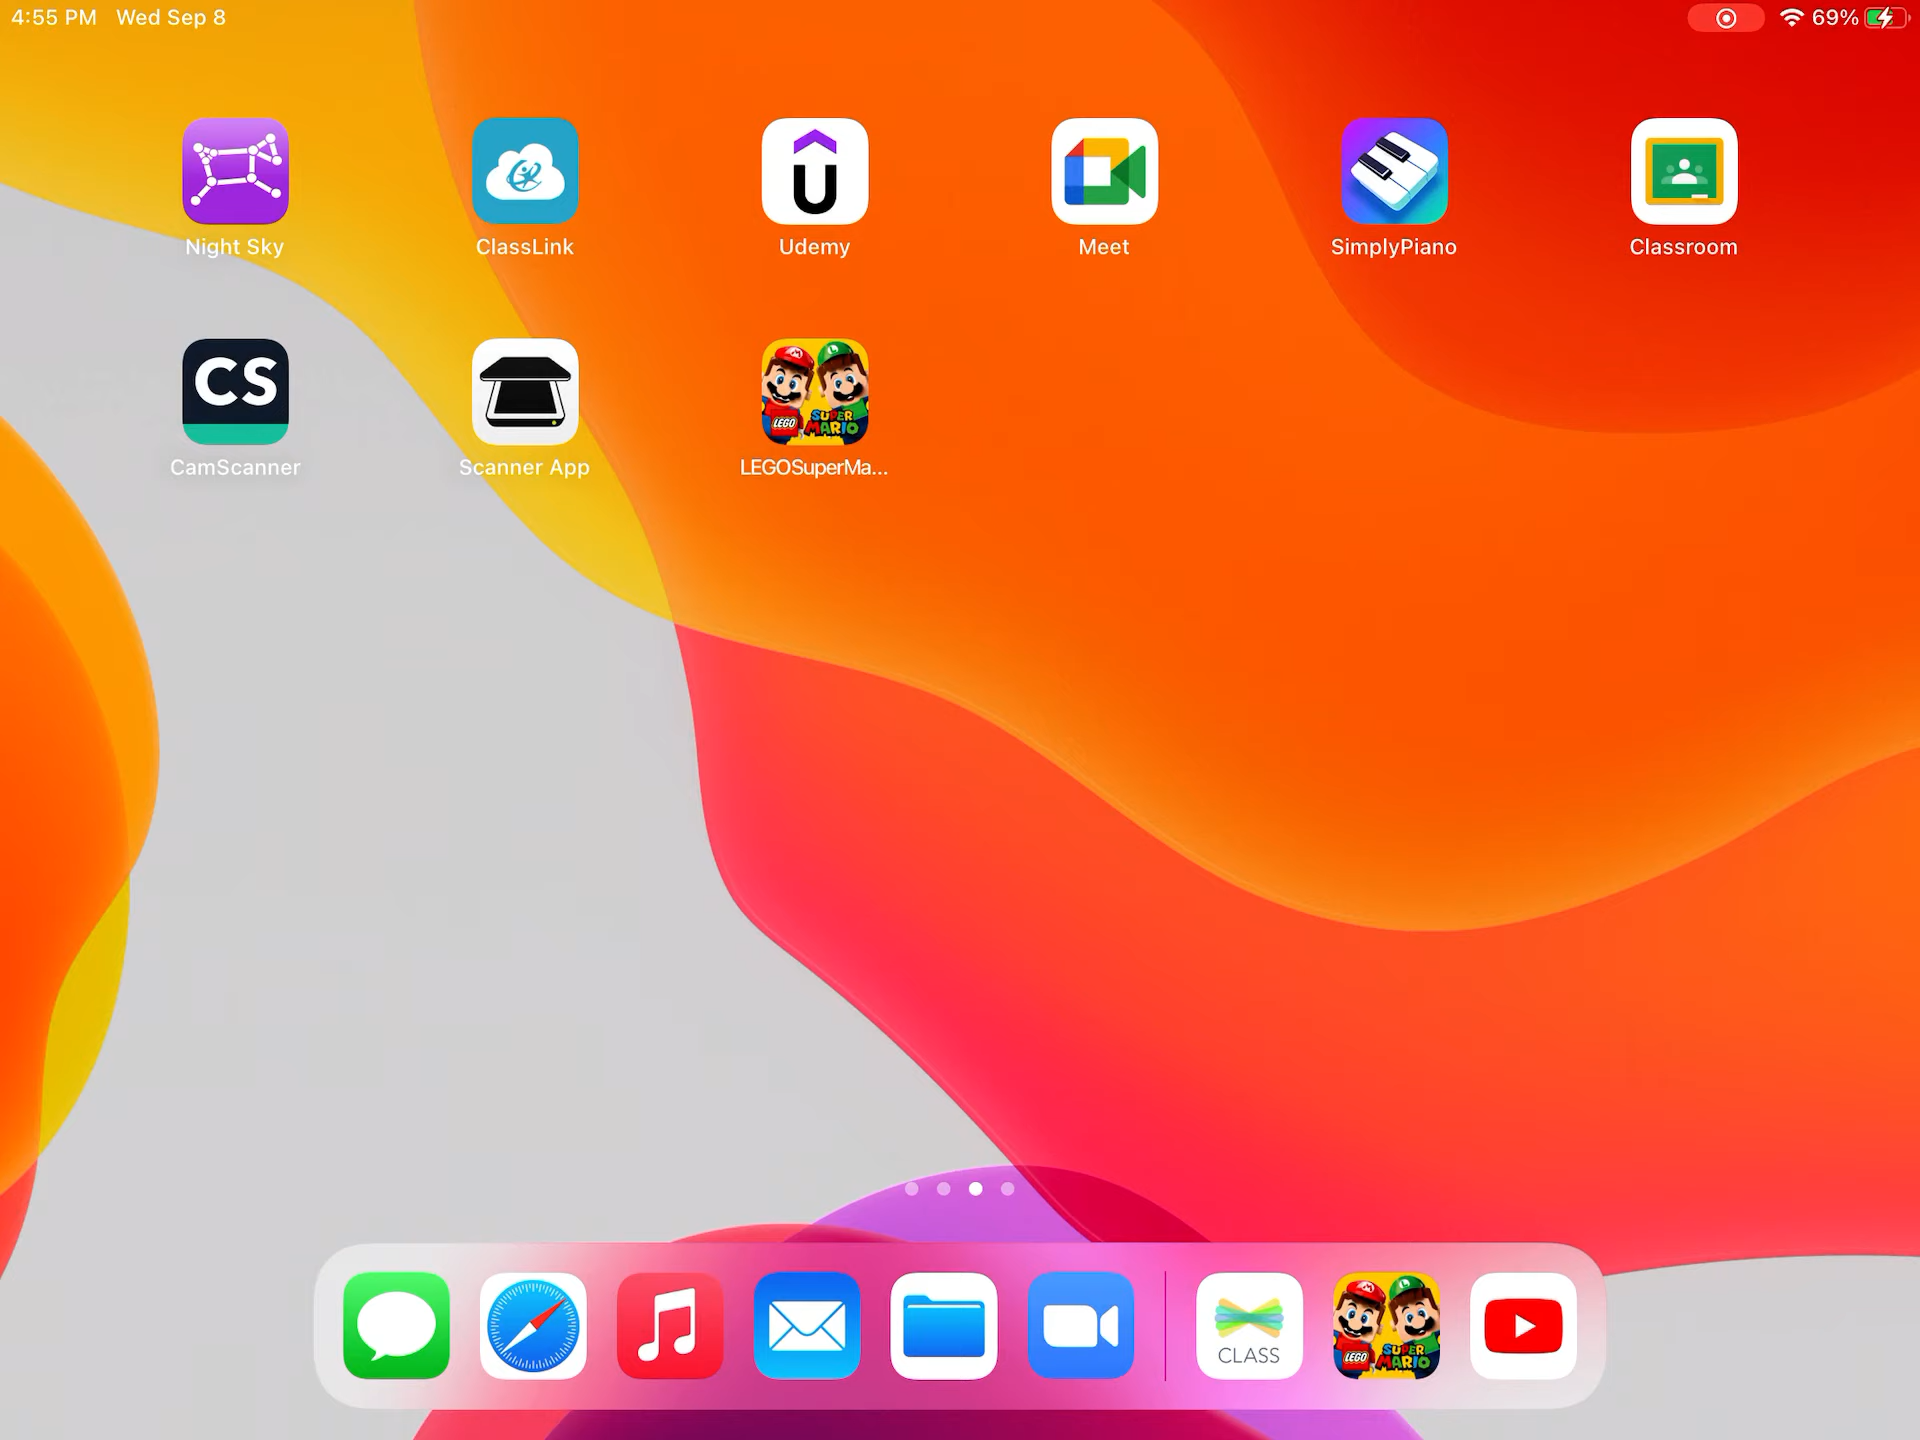 4:55 PM Wed Sep 8
69%
Night Sky
ClassLink
Udemy
Meet
SimplyPiano
Classroom
CS
CamScanner
Scanner App
LEGO SUPER MARIO
LEGOSuperMa...
CLASS
LEGO SUPER MARIO